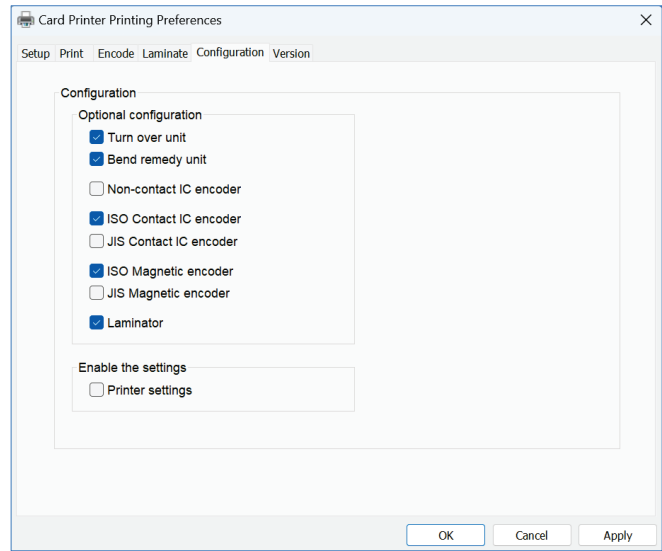 Card Printer Printing Preferences
Setup Print Encode Laminate Configuration Version
Configuration
Optional configuration
Turn over unit
Bend remedy unit
Non-contact IC encoder
ISO Contact IC encoder
JIS Contact IC encoder
ISO Magnetic encoder
JIS Magnetic encoder
Laminator
Enable the settings
Printer settings
OK Cancel Apply